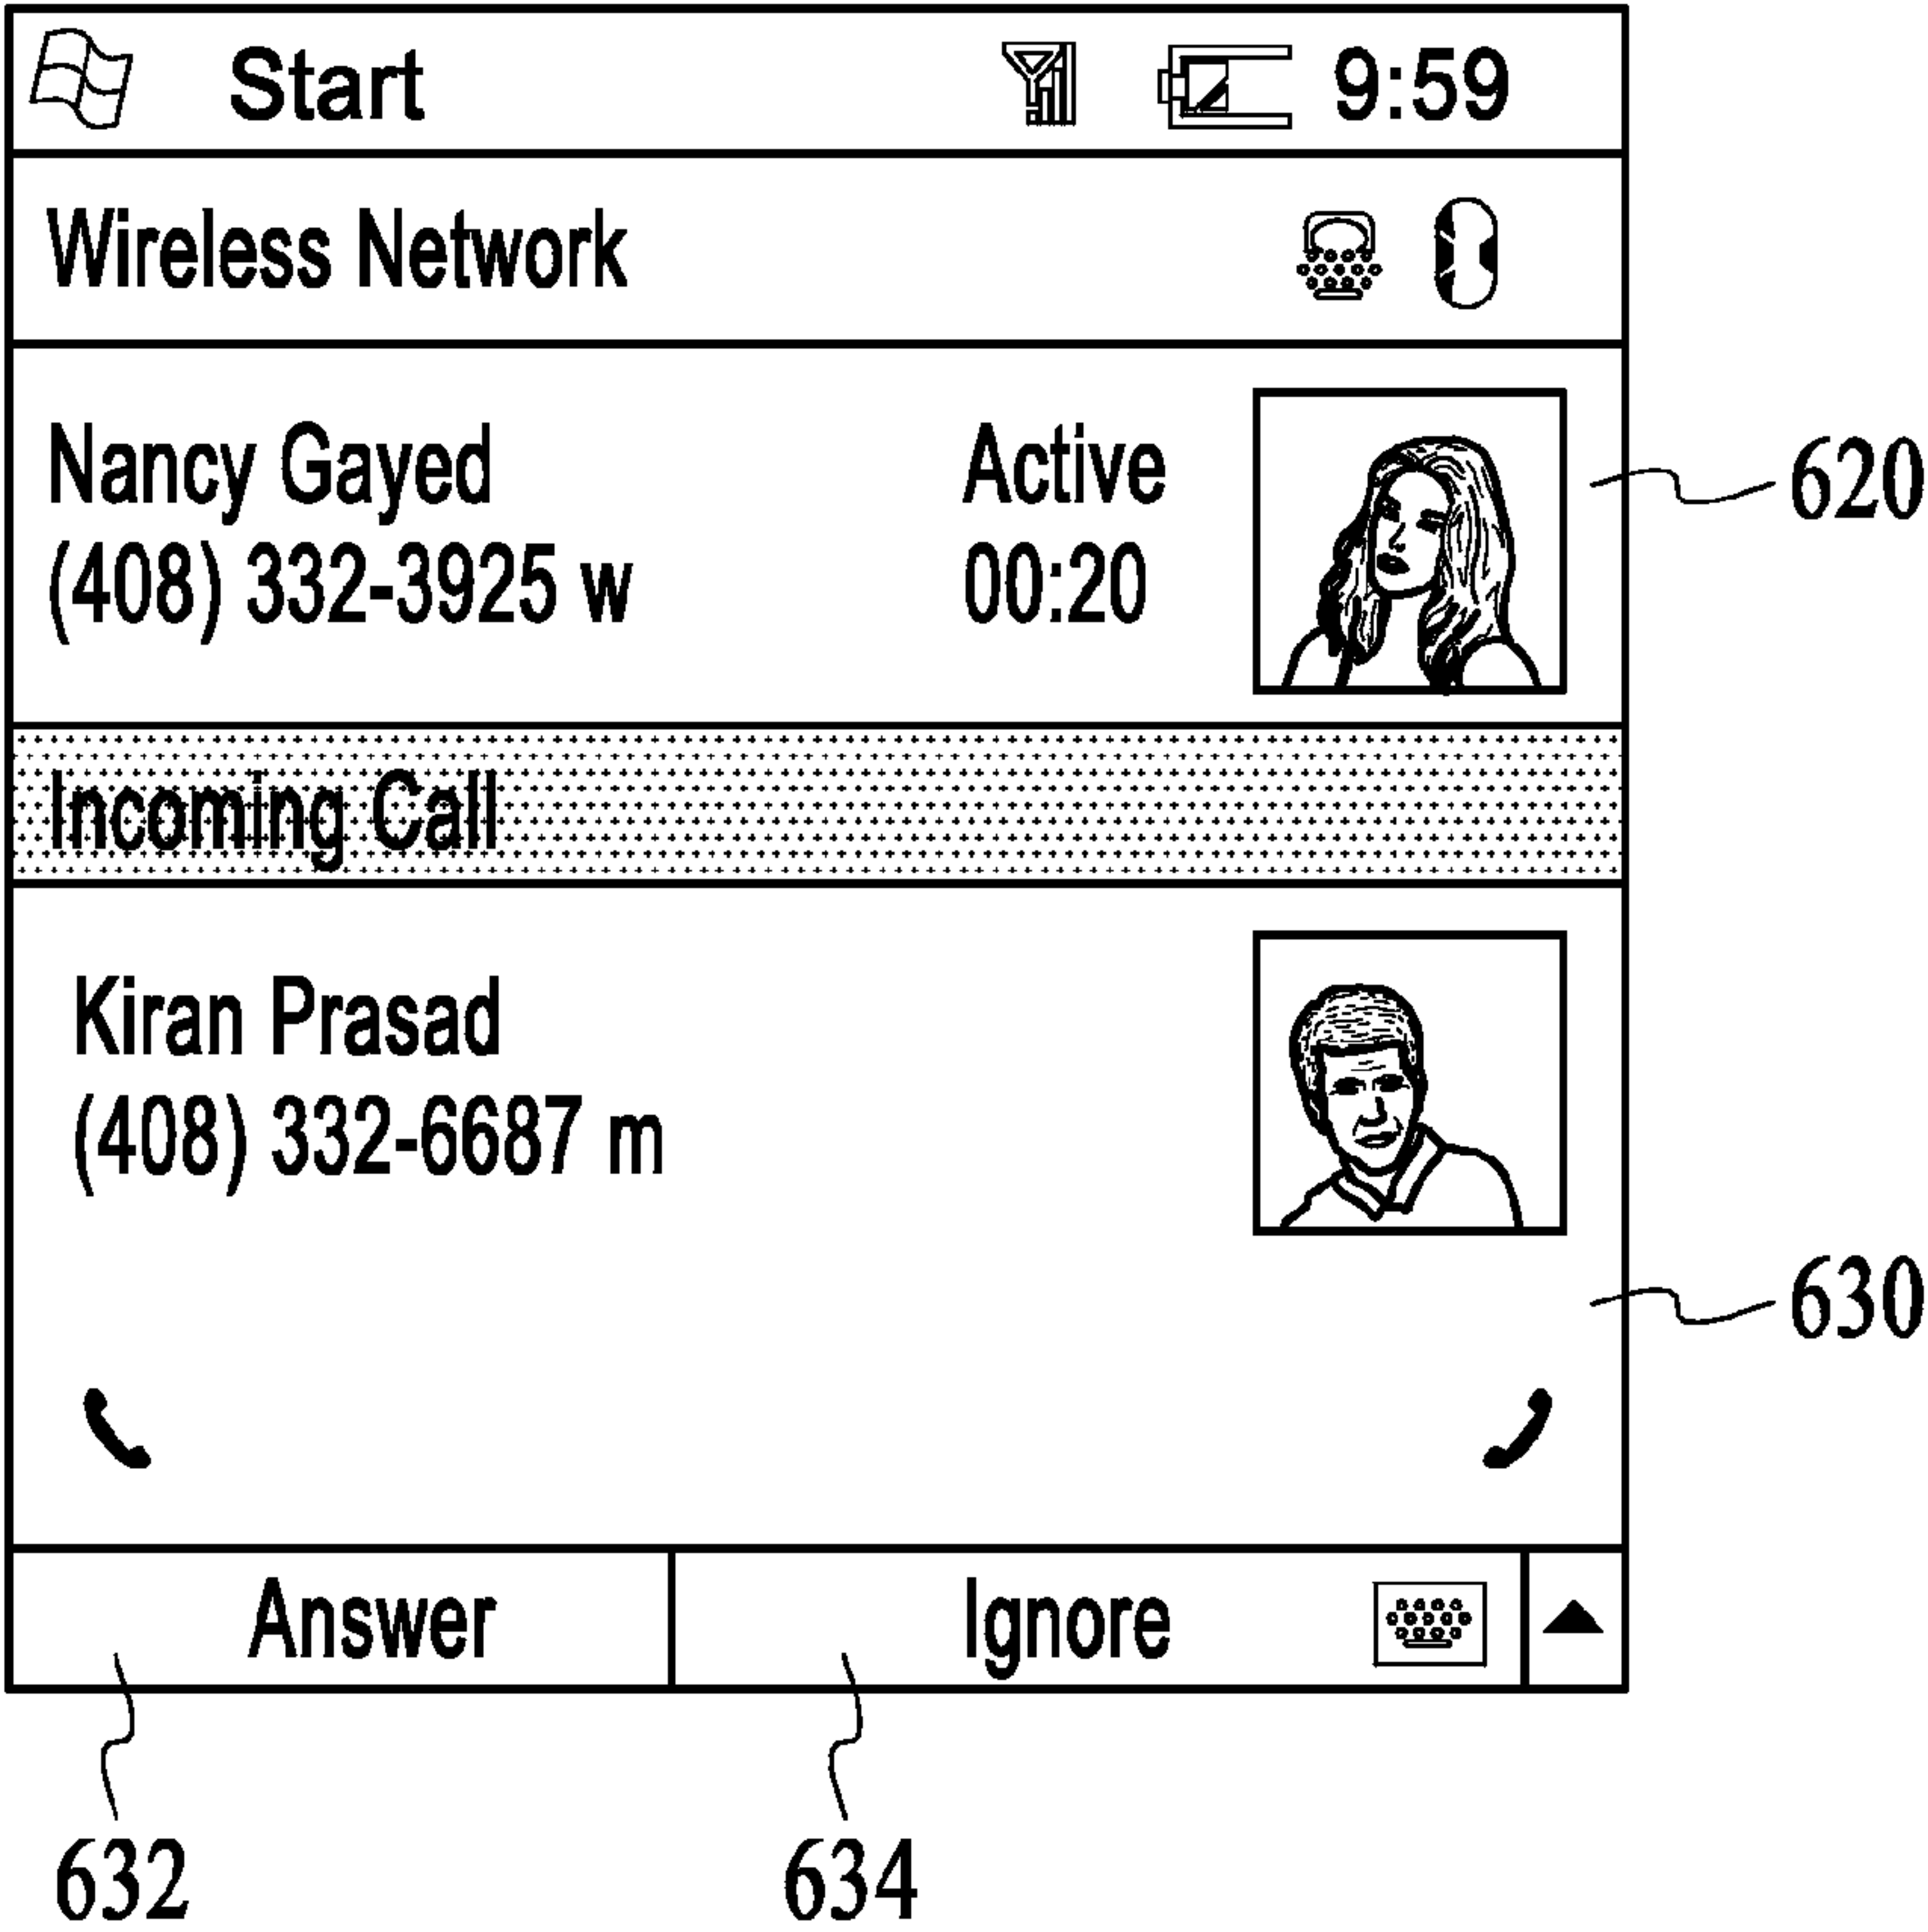 Start 9:59
Wireless Network
Nancy Gayed Active
(408) 332-3925 w 00:20
620
Incoming Call
Kiran Prasad
(408) 332-6687 m
630
Answer Ignore
632 634